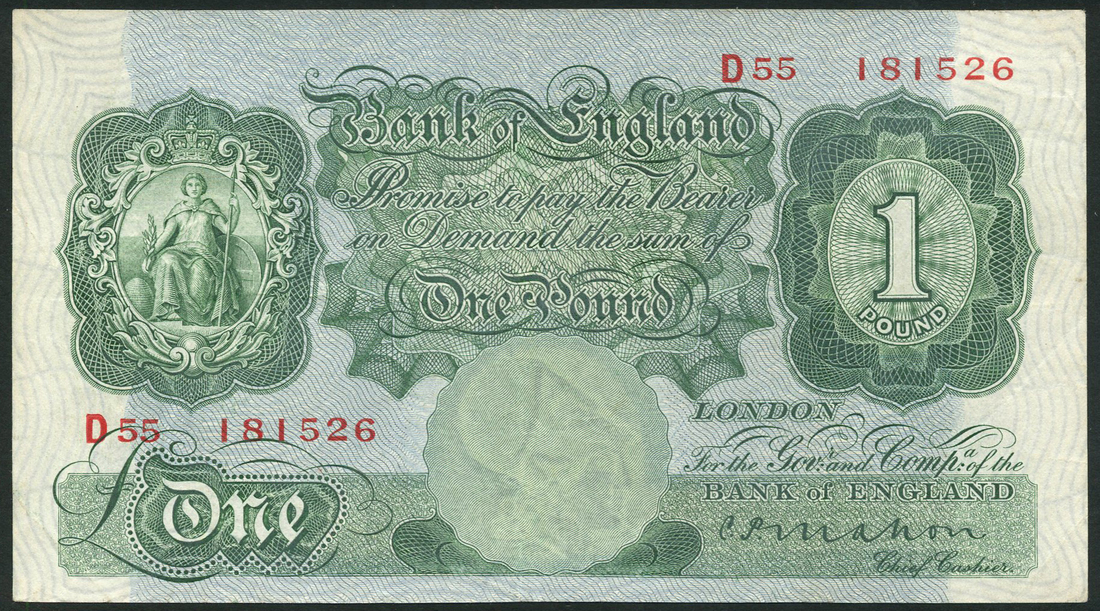 D55 181526
Bank of England
I Promise to pay the Bearer
on Demand the sum of
One Pound
1
POUND
D55 181526
LONDON
For the Govr. and Compa. of the
BANK of ENGLAND
£One
C.P. Mahon
Chief Cashier.